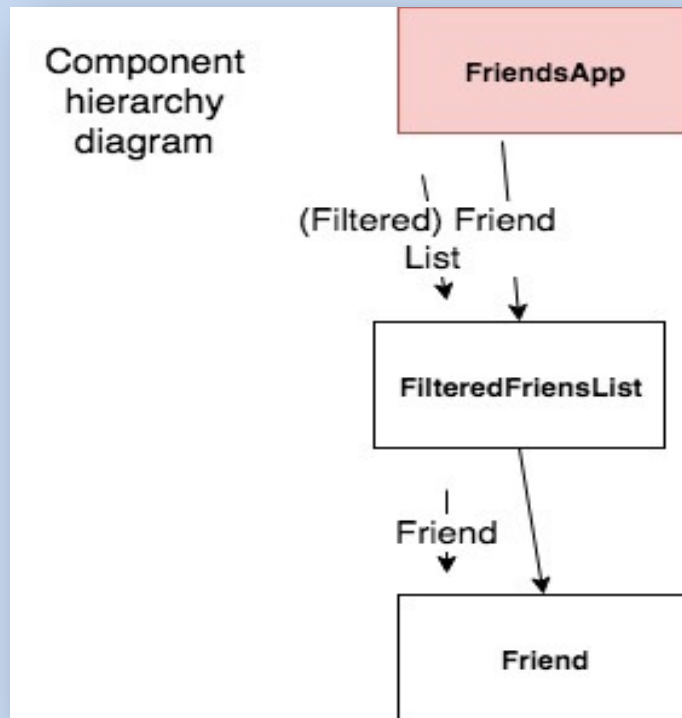 Component
hierarchy
diagram
FriendsApp
(Filtered) Friend
List
FilteredFriensList
Friend
Friend